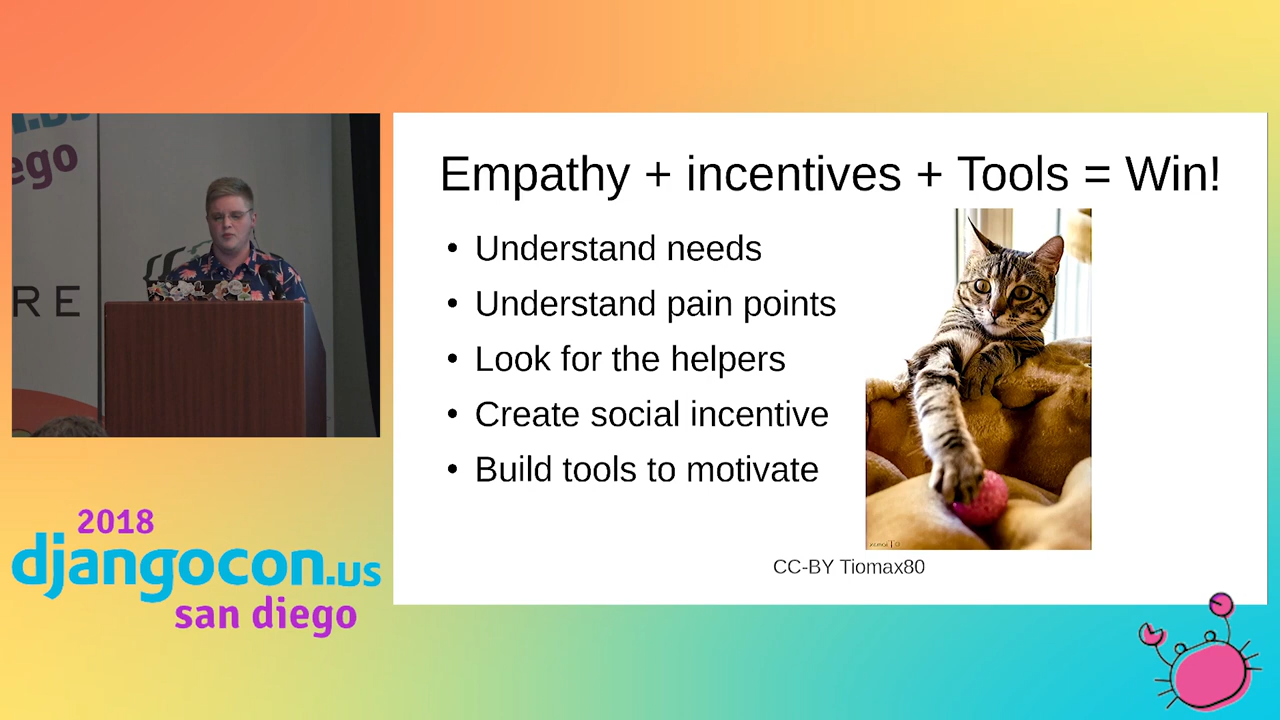 ego
RE
Empathy + incentives + Tools = Win!
• Understand needs
• Understand pain points
• Look for the helpers
• Create social incentive
• Build tools to motivate
CC-BY Tiomax80
2018
djangocon.us
san diego